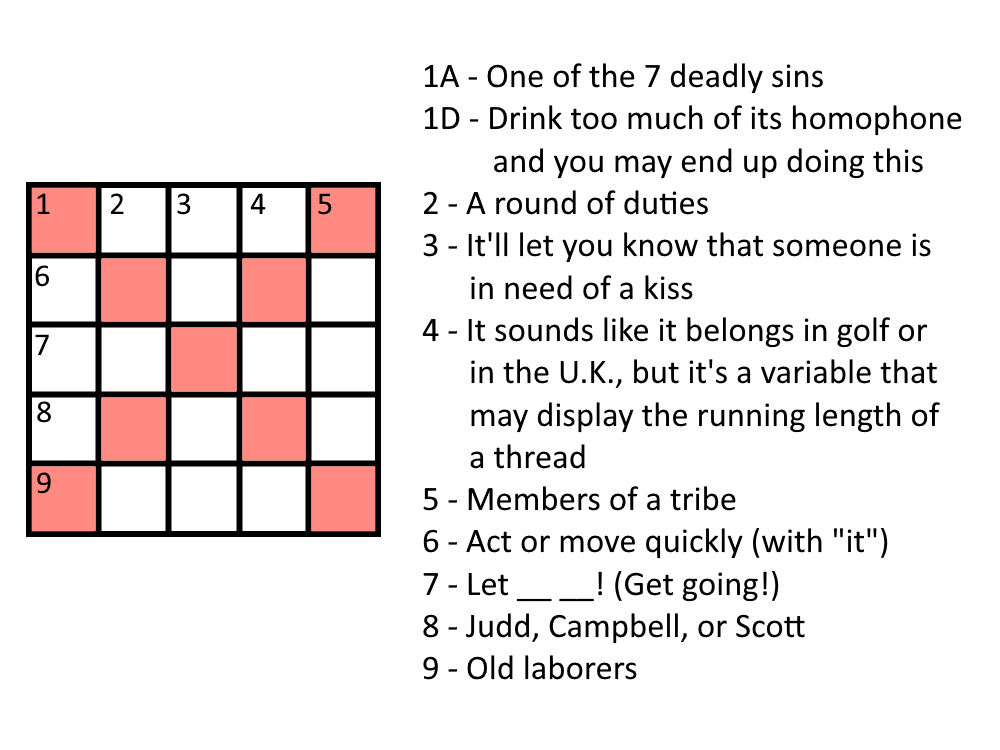 1 2 3 4 5
6
7
8
9
1A - One of the 7 deadly sins
1D - Drink too much of its homophone
and you may end up doing this
2 - A round of duties
3 - It'll let you know that someone is
in need of a kiss
4 - It sounds like it belongs in golf or
in the U.K., but it's a variable that
may display the running length of
a thread
5 - Members of a tribe
6 - Act or move quickly (with "it")
7 - Let __ __! (Get going!)
8 - Judd, Campbell, or Scott
9 - Old laborers